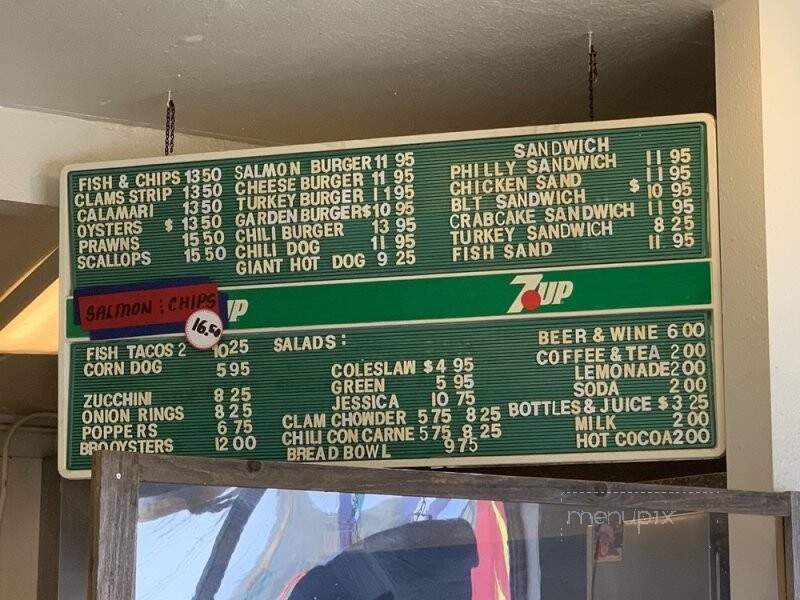 FISH & CHIPS 13 50
CLAMS STRIP 13 50
CALAMARI 13 50
OYSTERS $ 13 50
PRAWNS 15 50
SCALLOPS 15 50
SALMON BURGER 11 95
CHEESE BURGER 11 95
TURKEY BURGER 11 95
GARDEN BURGER $10 95
CHILI BURGER 13 95
CHILI DOG 11 95
GIANT HOT DOG 9 25
SANDWICH
PHILLY SANDWICH 11 95
CHICKEN SAND 11 95
BLT SANDWICH $ 10 95
CRABCAKE SANDWICH 11 95
TURKEY SANDWICH 8 25
FISH SAND 11 95
SALMON : CHIPS
16.50
UP
7UP
FISH TACOS 2 10 25
CORN DOG 5 95
ZUCCHINI 8 25
ONION RINGS 8 25
POPPERS 6 75
BRQ OYSTERS 12 00
SALADS :
COLESLAW $ 4 95
GREEN 5 95
JESSICA 10 75
CLAM CHOWDER 5 75 8 25
CHILI CON CARNE 5 75 8 25
BREAD BOWL 9 75
BEER & WINE 6 00
COFFEE & TEA 2 00
LEMONADE 2 00
SODA 2 00
BOTTLES & JUICE $ 3 25
MILK 2 00
HOT COCOA 2 00
menupix